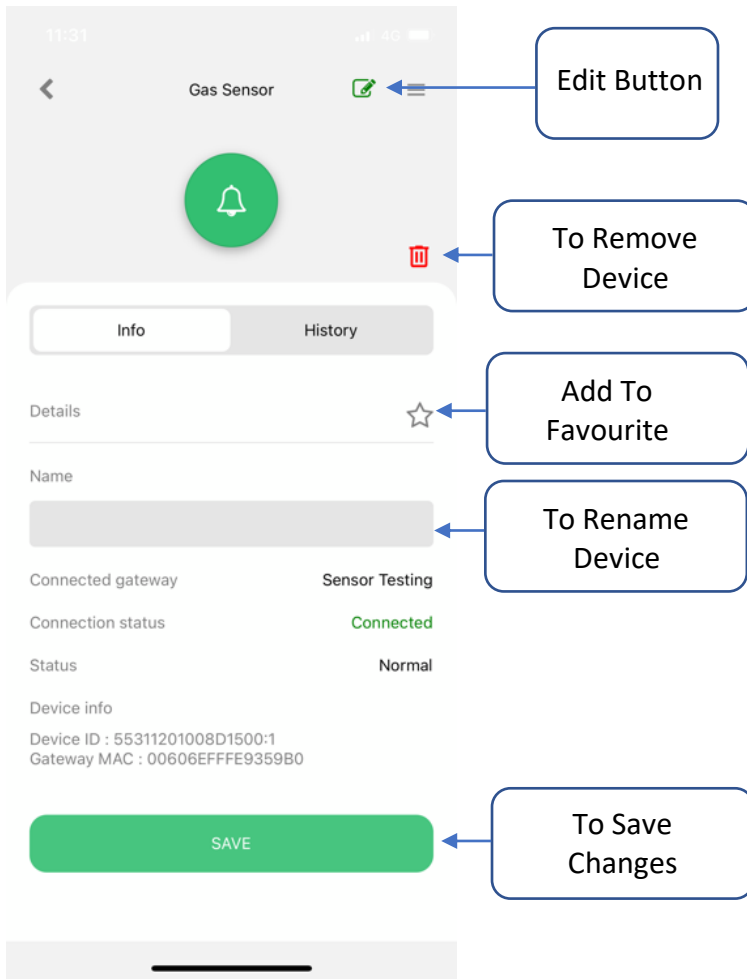 11:31 4G
Gas Sensor
Edit Button
To Remove
Device
Info History
Details
Add To
Favourite
Name
To Rename
Device
Connected gateway Sensor Testing
Connection status Connected
Status Normal
Device info
Device ID : 55311201008D1500:1
Gateway MAC : 00606EFFFE9359B0
SAVE
To Save
Changes